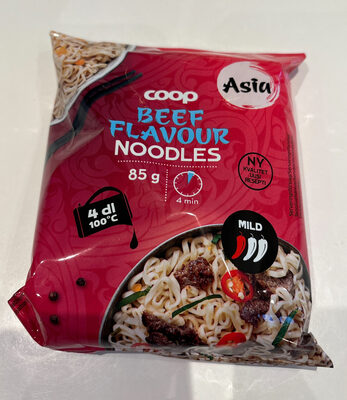 Asia
coop
BEEF
FLAVOUR
NOODLES
85 g
4 min
4 dl
100°C
NY
KVALITET
MILD